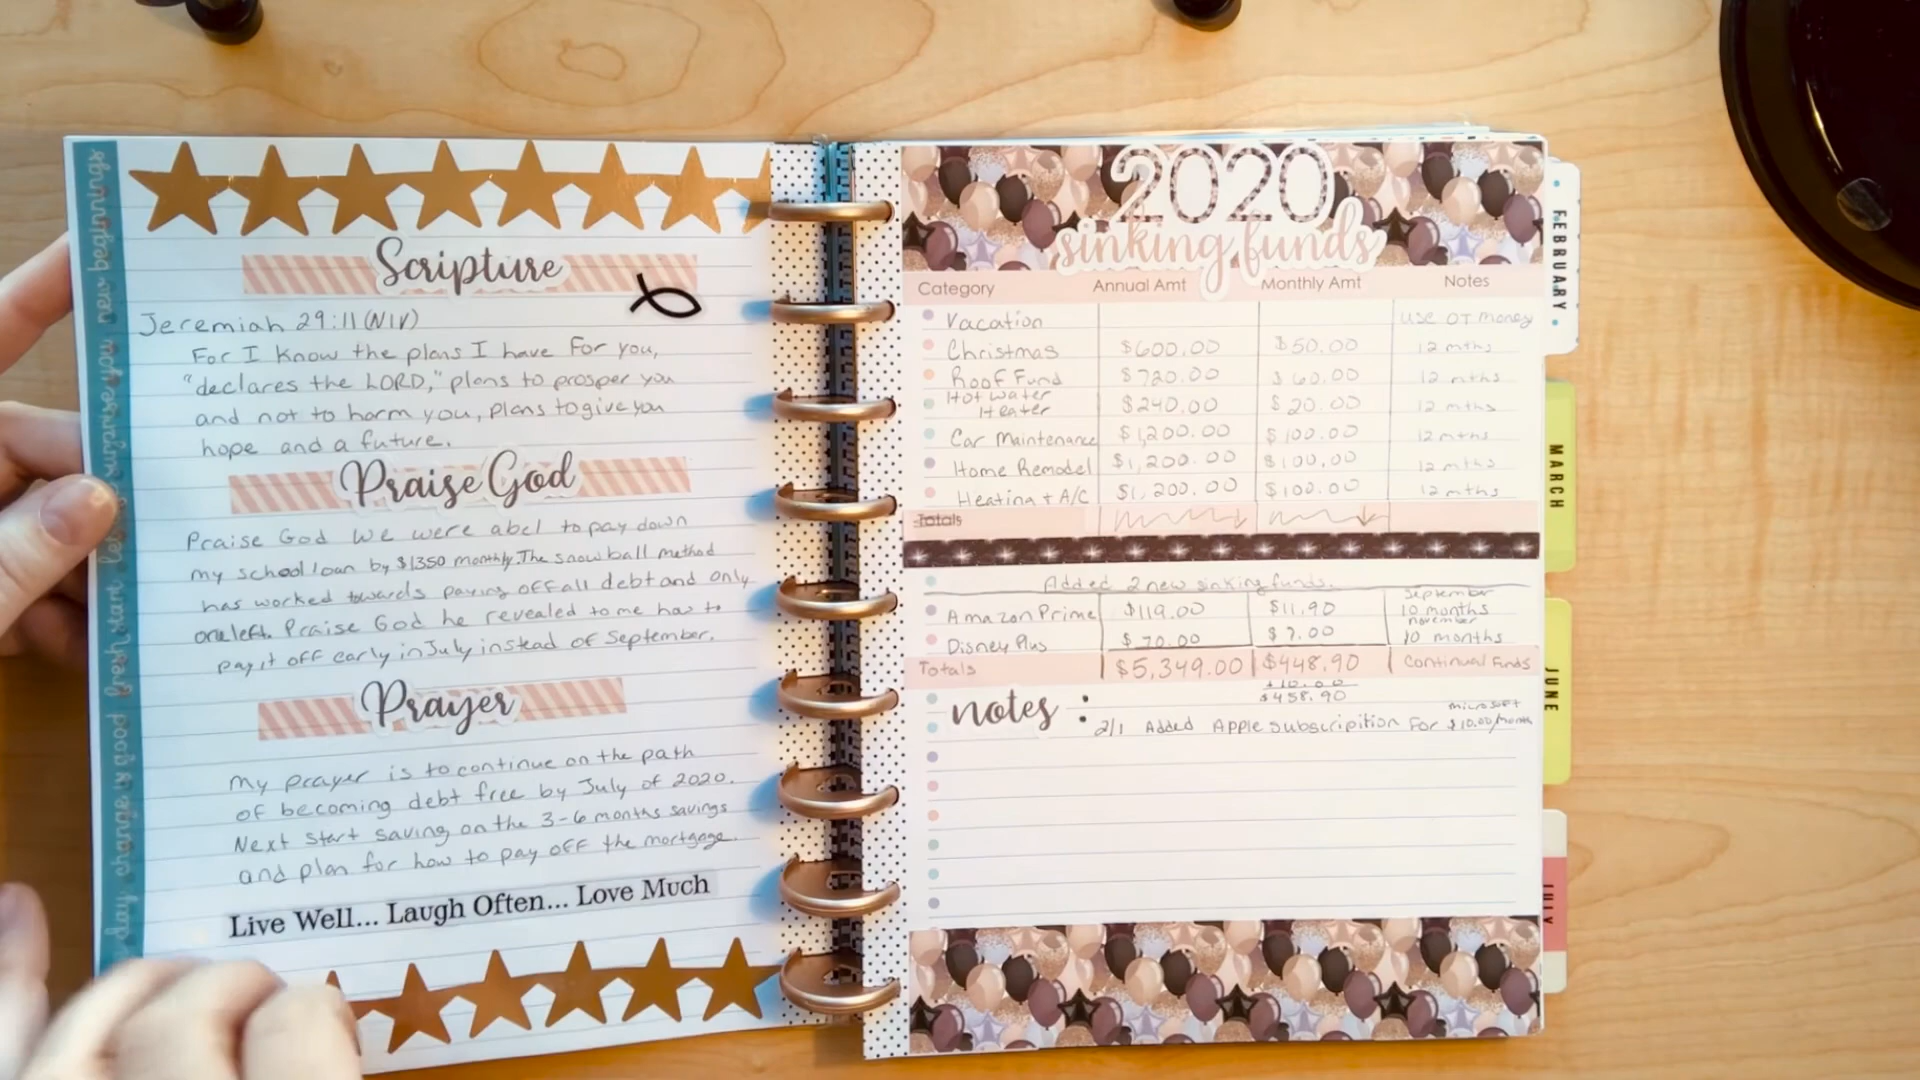 day change is good fresh start let's surprise you new beginnings
Scripture
Jeremiah 29:11 (NIV)
For I know the plans I have for you,
"declares the LORD," plans to prosper you
and not to harm you, plans to give you
hope and a future.
Praise God
Praise God we were abel to pay down
my school loan by $1350 monthly. The snowball method
has worked towards paying off all debt and only
one left. Praise God he revealed to me how to
pay it off early in July instead of September.
Prayer
My prayer is to continue on the path
of becoming debt free by July of 2020.
Next start saving on the 3-6 months savings
and plan for how to pay off the mortgage.
Live Well... Laugh Often... Love Much
2020
sinking funds
Category Annual Amt Monthly Amt Notes
Vacation use OT money
Christmas $600.00 $50.00 12 mths
Roof Fund $720.00 $60.00 12 mths
Hot Water
Heater $240.00 $20.00 12 mths
Car Maintenance $1,200.00 $100.00 12 mths
Home Remodel $1,200.00 $100.00 12 mths
Heating + A/C $1,200.00 $100.00 12 mths
Totals
Added 2 new sinking funds.
September
Amazon Prime $119.00 $11.90 10 months
november
Disney Plus $70.00 $7.00 10 months
Totals $5,349.00 $448.90 Continual Funds
+10.00
$458.90
notes :
microsoft
2/1 Added Apple subscripition for $10.00/month
FEBRUARY
MARCH
JUNE
JULY